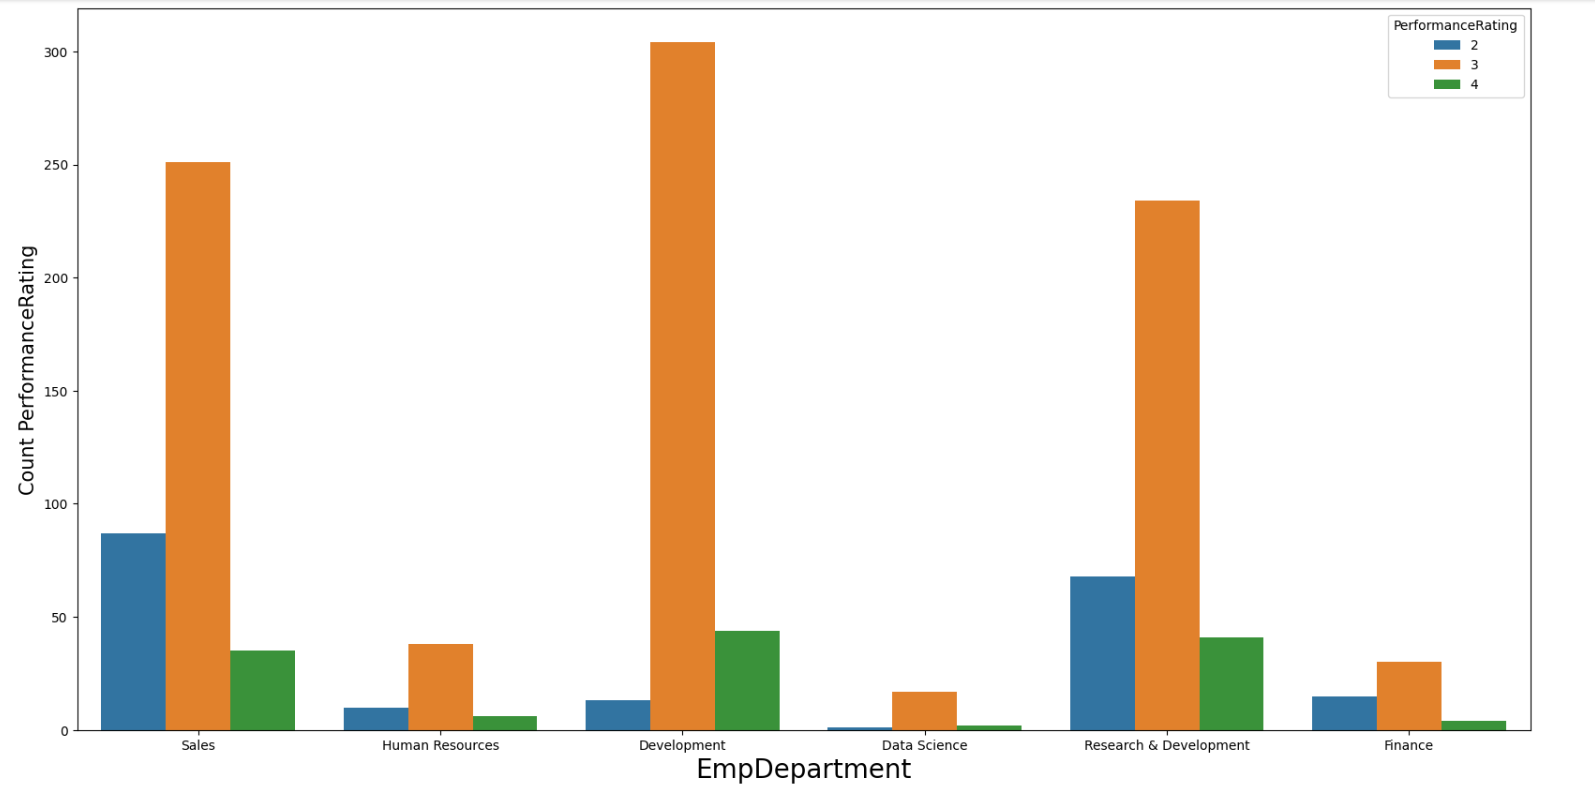 PerformanceRating
2
3
4
Count PerformanceRating
300
250
200
150
100
50
0
Sales
Human Resources
Development
Data Science
Research & Development
Finance
EmpDepartment